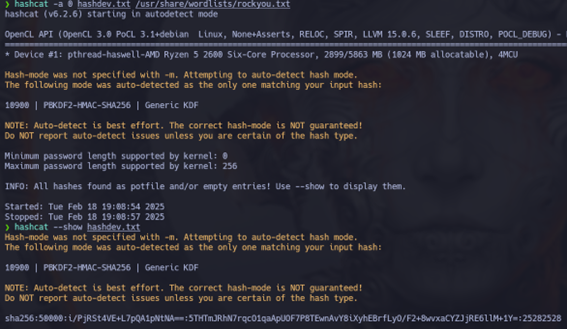 ❯ hashcat -a 0 hashdev.txt /usr/share/wordlists/rockyou.txt
hashcat (v6.2.6) starting in autodetect mode
OpenCL API (OpenCL 3.0 PoCL 3.1+debian  Linux, None+Asserts, RELOC, SPIR, LLVM 15.0.6, SLEEF, DISTRO, POCL_DEBUG) -
* Device #1: pthread-haswell-AMD Ryzen 5 2600 Six-Core Processor, 2899/5863 MB (1024 MB allocatable), 4MCU
Hash-mode was not specified with -m. Attempting to auto-detect hash mode.
The following mode was auto-detected as the only one matching your input hash:
10900 | PBKDF2-HMAC-SHA256 | Generic KDF
NOTE: Auto-detect is best effort. The correct hash-mode is NOT guaranteed!
Do NOT report auto-detect issues unless you are certain of the hash type.
Minimum password length supported by kernel: 0
Maximum password length supported by kernel: 256
INFO: All hashes found as potfile and/or empty entries! Use --show to display them.
Started: Tue Feb 18 19:08:54 2025
Stopped: Tue Feb 18 19:08:57 2025
❯ hashcat --show hashdev.txt
Hash-mode was not specified with -m. Attempting to auto-detect hash mode.
The following mode was auto-detected as the only one matching your input hash:
10900 | PBKDF2-HMAC-SHA256 | Generic KDF
NOTE: Auto-detect is best effort. The correct hash-mode is NOT guaranteed!
Do NOT report auto-detect issues unless you are certain of the hash type.
sha256:50000:i/PjRSt4VE+L7pQA1pNtNA==:5THTmJRhN7rqcO1qaApUOF7P8TEwnAvY8iXyhEBrfLyO/F2+8wvxaCYZJjRE6llM+1Y=:25282528